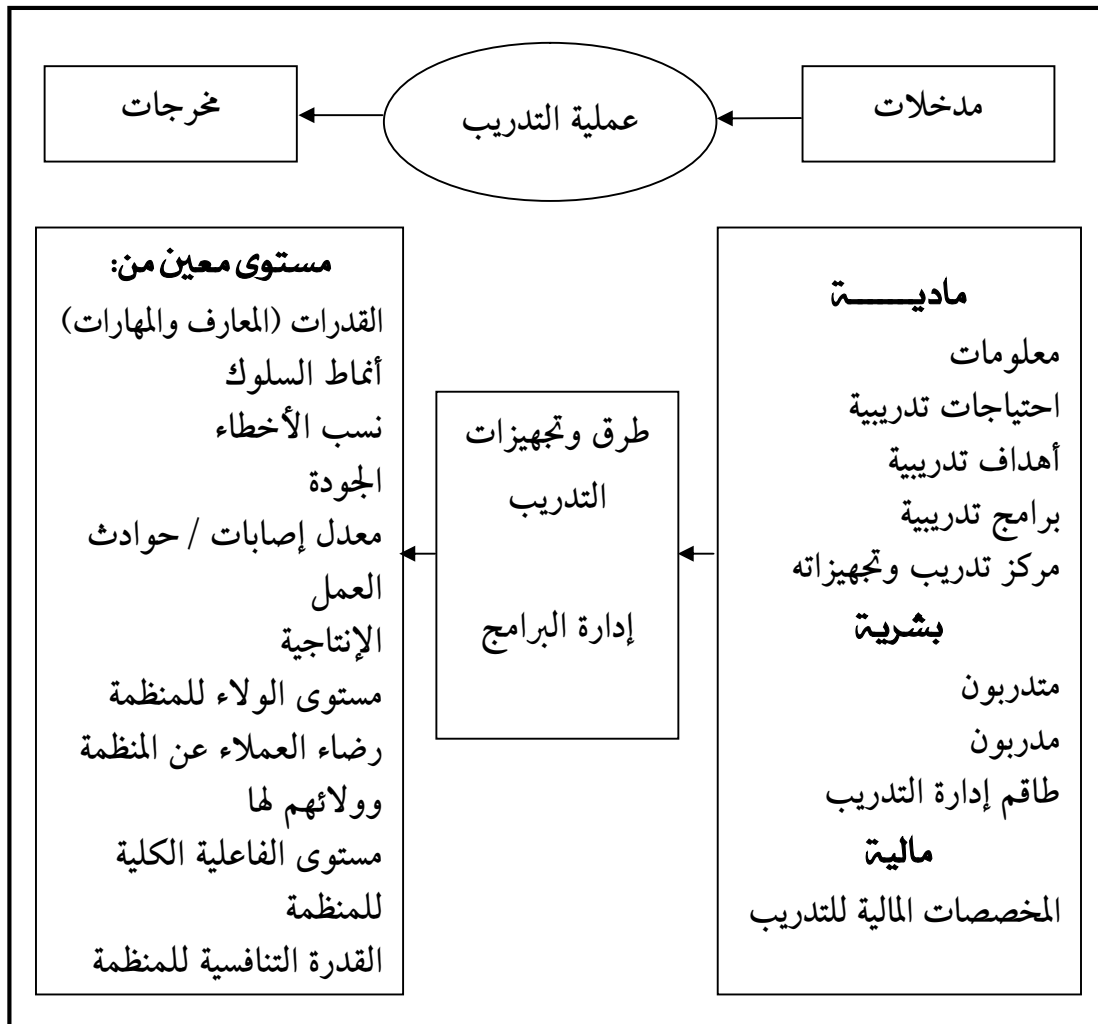 مدخلات
عملية التدريب
مخرجات
ماديـــــــة
معلومات
احتياجات تدريبية
أهداف تدريبية
برامج تدريبية
مركز تدريب وتجهيزاته
بشرية
متدربون
مدربون
طاقم إدارة التدريب
مالية
المخصصات المالية للتدريب
طرق وتجهيزات
التدريب
إدارة البرامج
مستوى معين من:
القدرات (المعارف والمهارات)
أنماط السلوك
نسب الأخطاء
الجودة
معدل إصابات / حوادث
العمل
الإنتاجية
مستوى الولاء للمنظمة
رضاء العملاء عن المنظمة
وولائهم لها
مستوى الفاعلية الكلية
للمنظمة
القدرة التنافسية للمنظمة